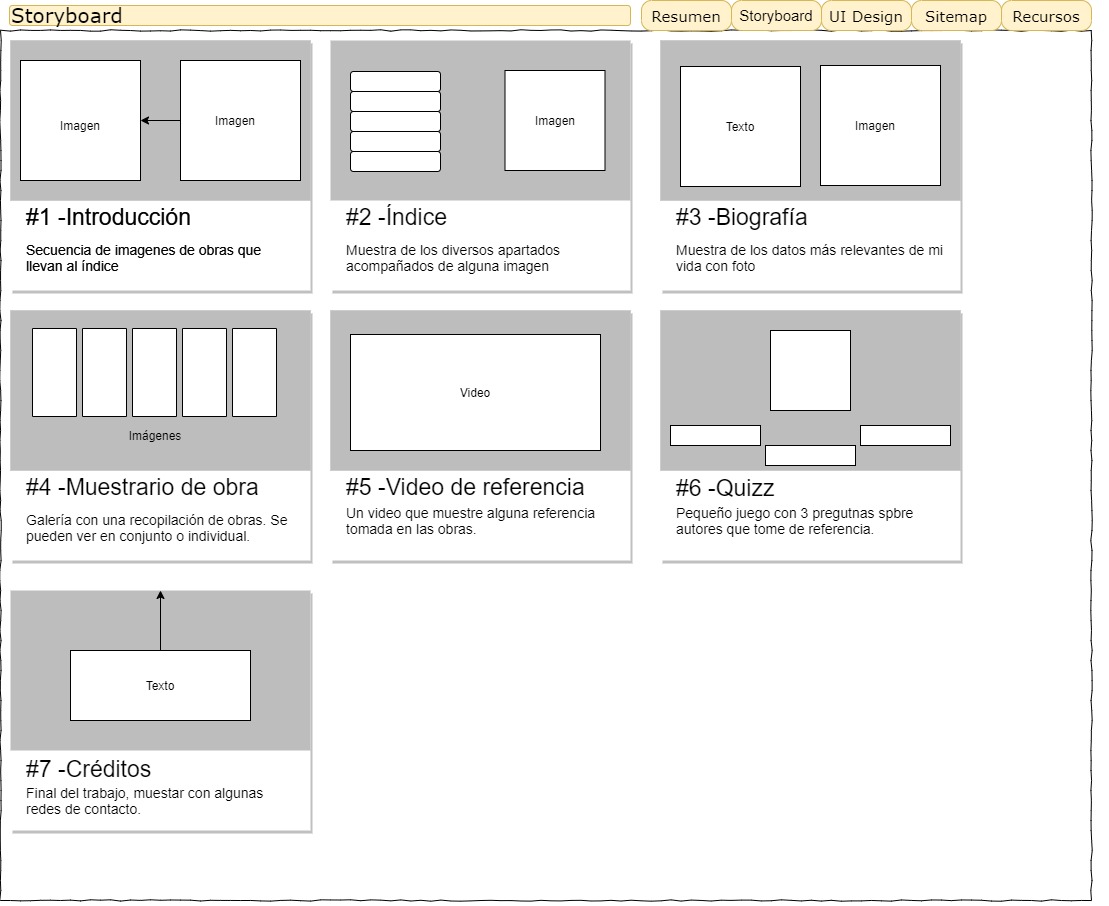 Storyboard
Resumen
Storyboard
UI Design
Sitemap
Recursos
Imagen
Imagen
#1 -Introducción
Secuencia de imagenes de obras que
llevan al índice
Imagen
#2 -Índice
Muestra de los diversos apartados
acompañados de alguna imagen
Texto
Imagen
#3 -Biografía
Muestra de los datos más relevantes de mi
vida con foto
Imágenes
#4 -Muestrario de obra
Galería con una recopilación de obras. Se
pueden ver en conjunto o individual.
Video
#5 -Video de referencia
Un video que muestre alguna referencia
tomada en las obras.
#6 -Quizz
Pequeño juego con 3 pregutnas spbre
autores que tome de referencia.
Texto
#7 -Créditos
Final del trabajo, muestar con algunas
redes de contacto.